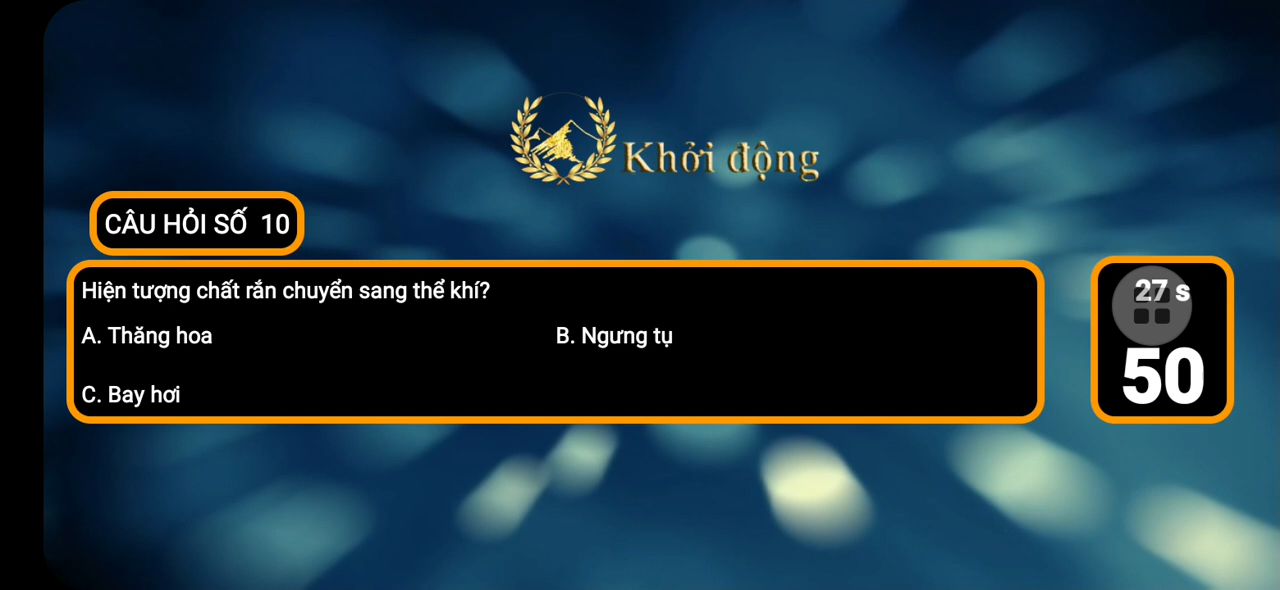 Khởi động
CÂU HỎI SỐ 10
Hiện tượng chất rắn chuyển sang thể khí?
A. Thăng hoa
B. Ngưng tụ
C. Bay hơi
27 s
50